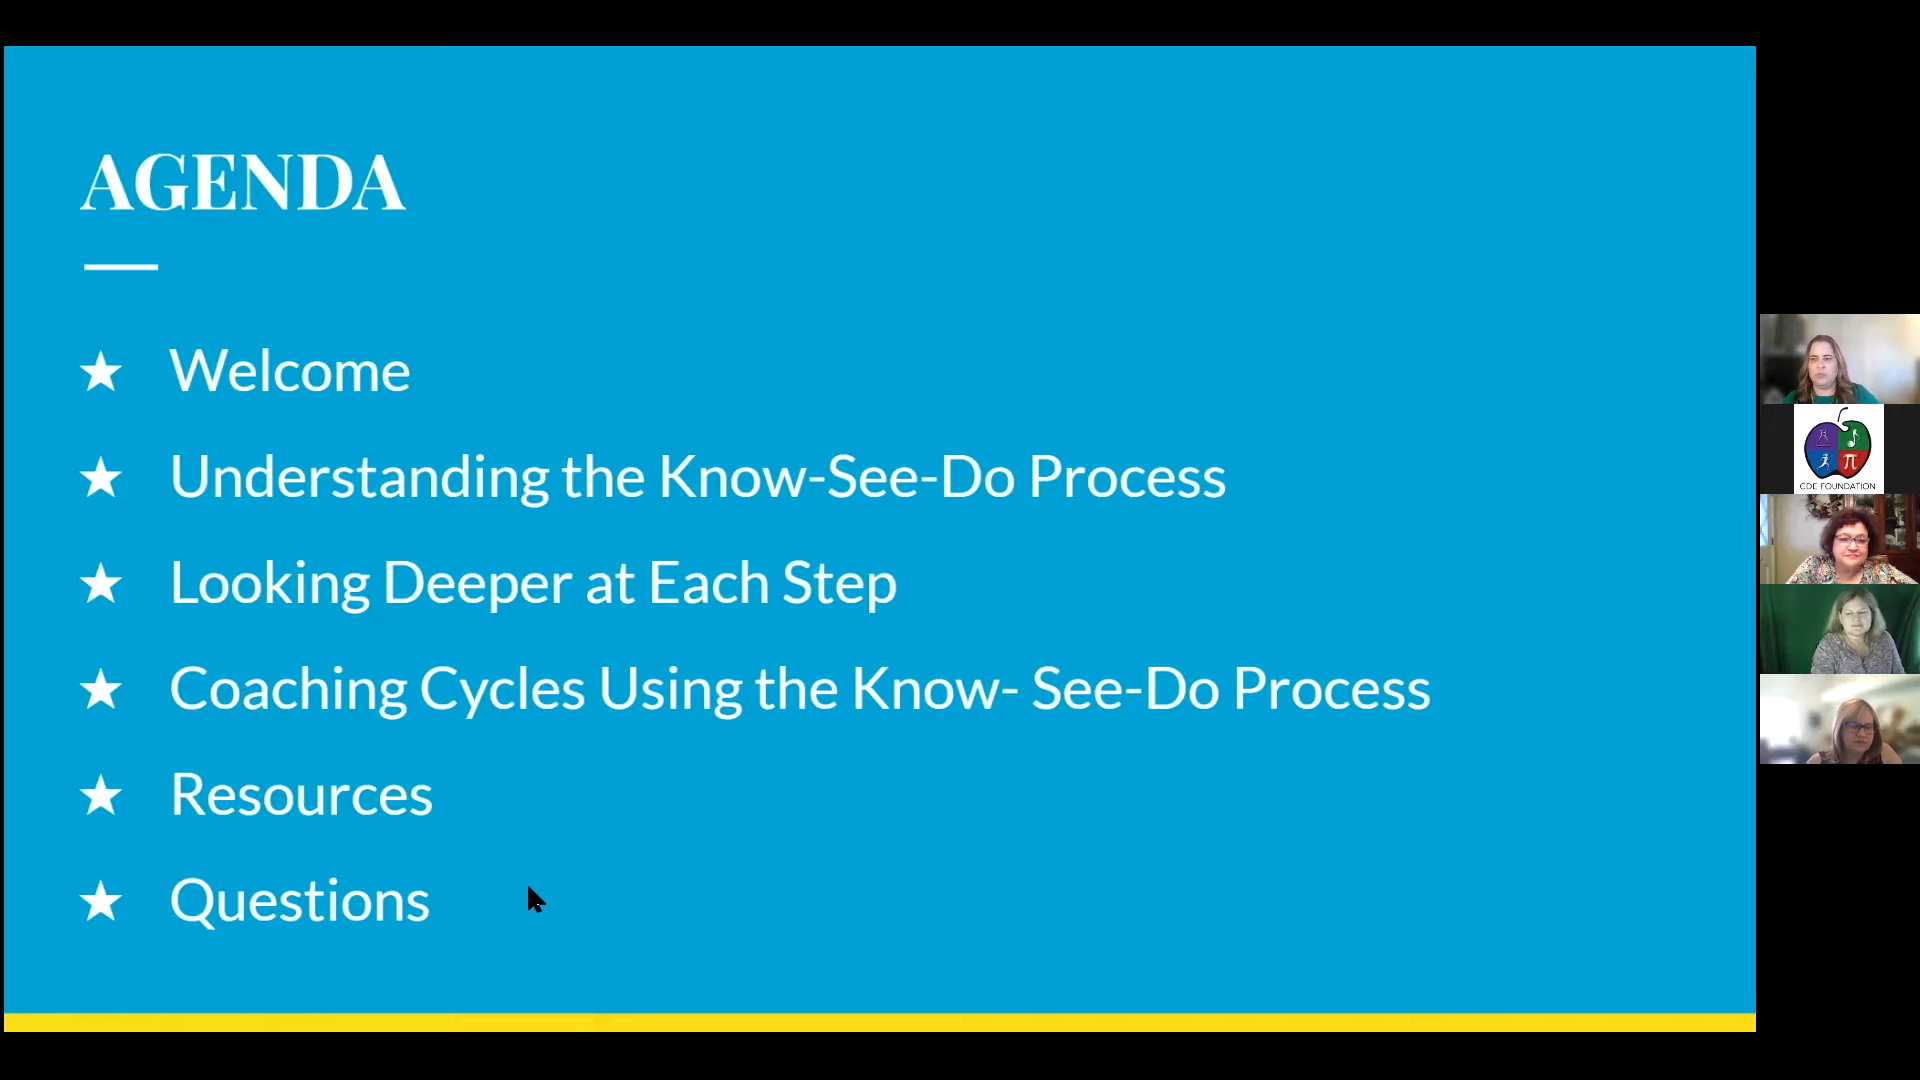 AGENDA
Welcome
Understanding the Know-See-Do Process
Looking Deeper at Each Step
Coaching Cycles Using the Know- See-Do Process
Resources
Questions
π
CDE FOUNDATION